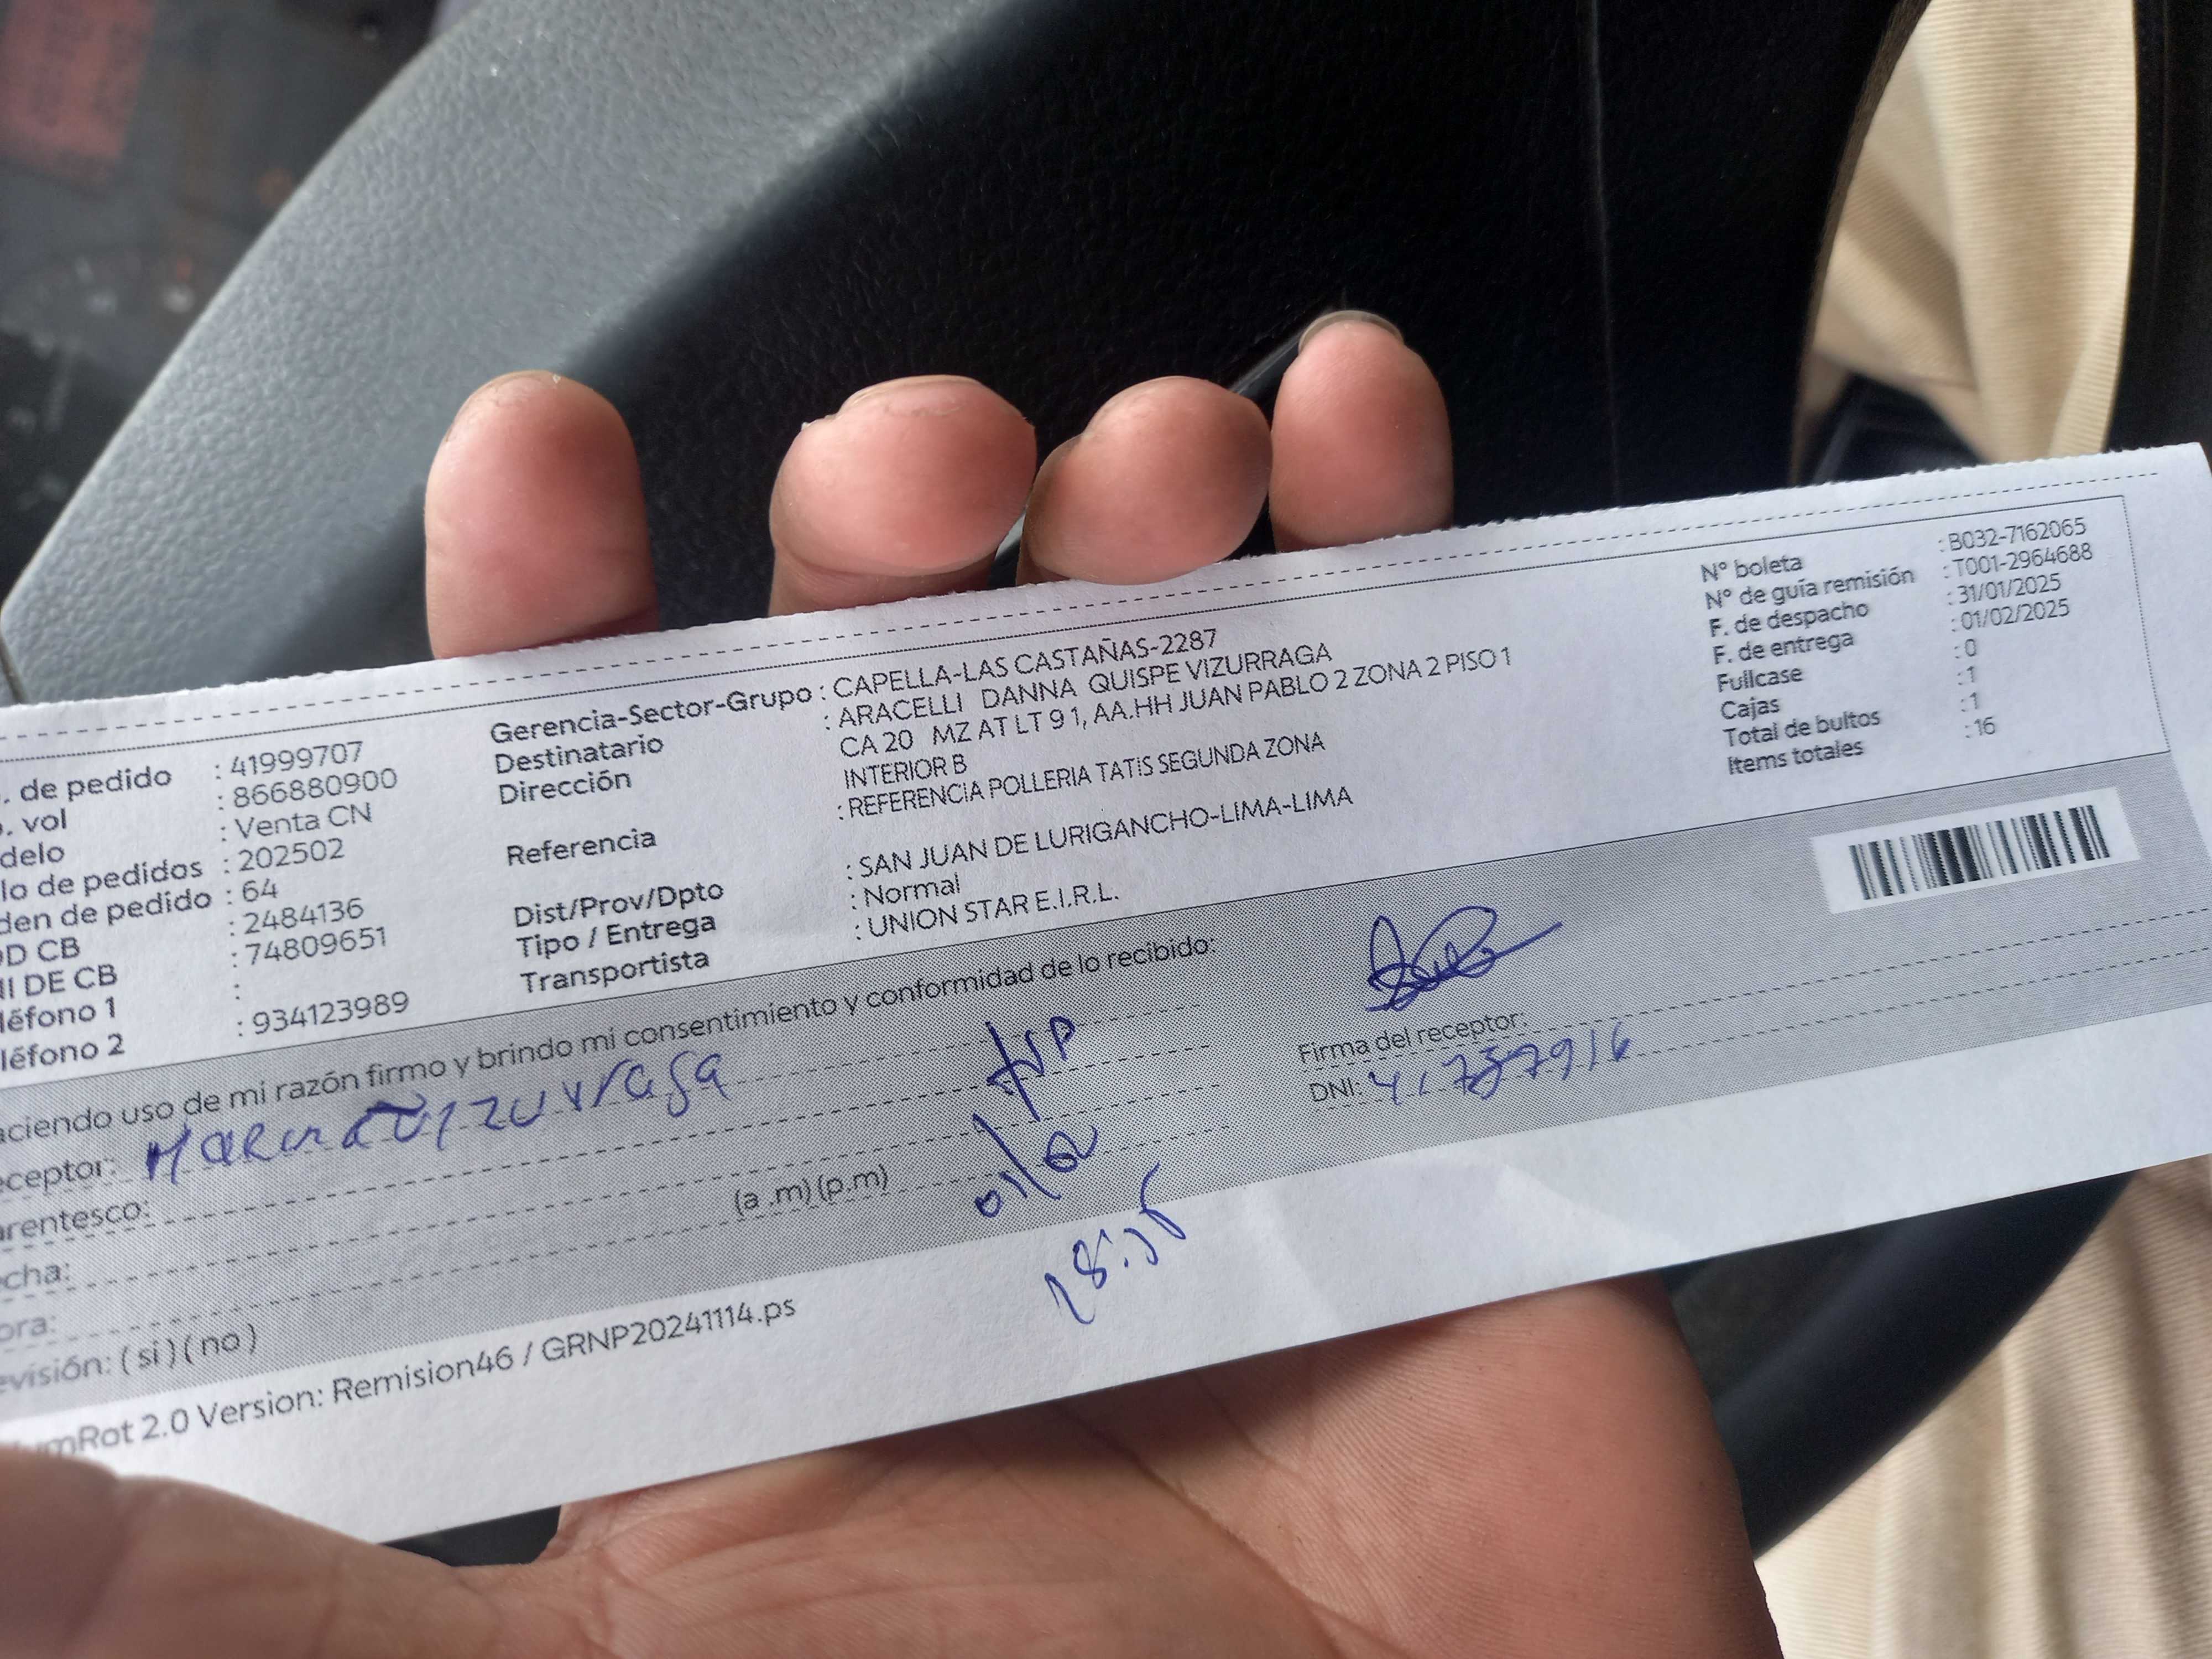 . de pedido : 41999707
. vol : 866880900
delo : Venta CN
lo de pedidos : 202502
den de pedido : 64
D CB : 2484136
NI DE CB : 74809651
léfono 1 :
léfono 2 : 934123989
Gerencia-Sector-Grupo : CAPELLA-LAS CASTAÑAS-2287
Destinatario : ARACELLI DANNA QUISPE VIZURRAGA
Dirección CA 20 MZ AT LT 9 1, AA.HH JUAN PABLO 2 ZONA 2 PISO 1
INTERIOR B
Referencia : REFERENCIA POLLERIA TATIS SEGUNDA ZONA
Dist/Prov/Dpto : SAN JUAN DE LURIGANCHO-LIMA-LIMA
Tipo / Entrega : Normal
Transportista : UNION STAR E.I.R.L.
N° boleta : B032-7162065
N° de guía remisión : T001-2964688
F. de despacho : 31/01/2025
F. de entrega : 01/02/2025
Fullcase : 0
Cajas : 1
Total de bultos : 1
Items totales : 16
aciendo uso de mi razón firmo y brindo mi consentimiento y conformidad de lo recibido:
eceptor:
arentesco:
echa:
ora: (a .m) (p.m)
evisión: ( si ) ( no )
01/02
Firma del receptor:
DNI:
umRot 2.0 Version: Remision46 / GRNP20241114.ps